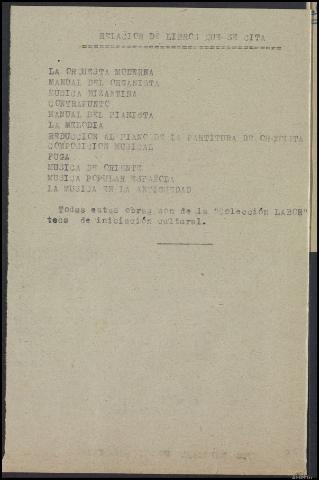 RELACION DE LIBROS QUE SE CITA
LA ORQUESTA MODERNA
MANUAL DEL ORGANISTA
MUSICA BIZANTINA
CONTRAPUNTO
MANUAL DEL PIANISTA
LA MELODIA
REDUCCION AL PIANO DE LA PARTITURA DE ORQUESTA
COMPOSICION MUSICAL
FUGA
MUSICA DE ORIENTE
MUSICA POPULAR ESPAÑOLA
LA MUSICA EN LA ANTIGUEDAD
Todas estas obras son de la "Colección LABOR"
tecs de iniciación cultural.